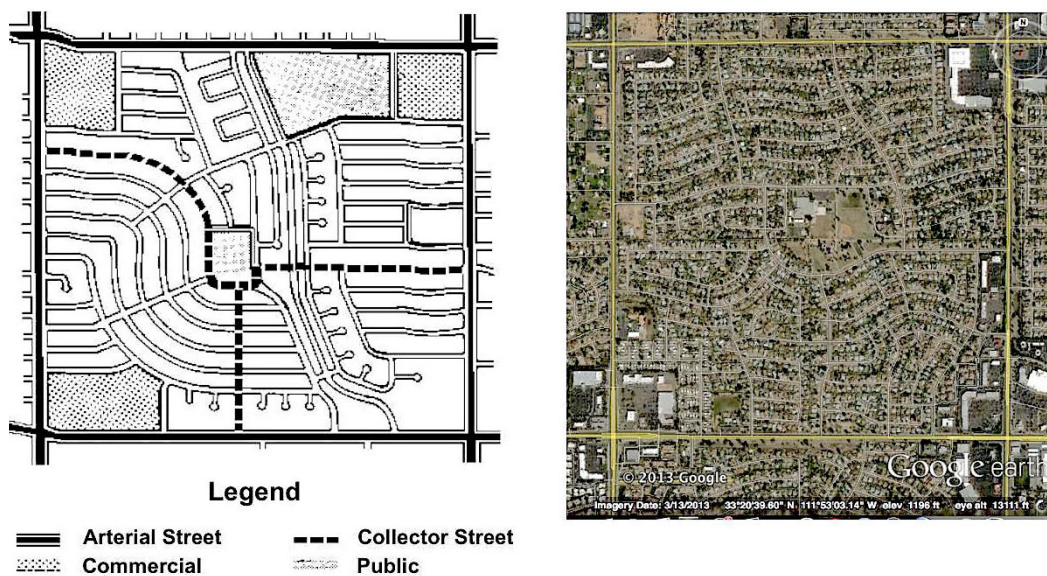 Legend
Arterial Street
Collector Street
Commercial
Public
N
© 2013 Google
Google earth
Imagery Date: 3/13/2013 33°20'39.60" N 111°53'03.14" W elev 1196 ft eye alt 13111 ft